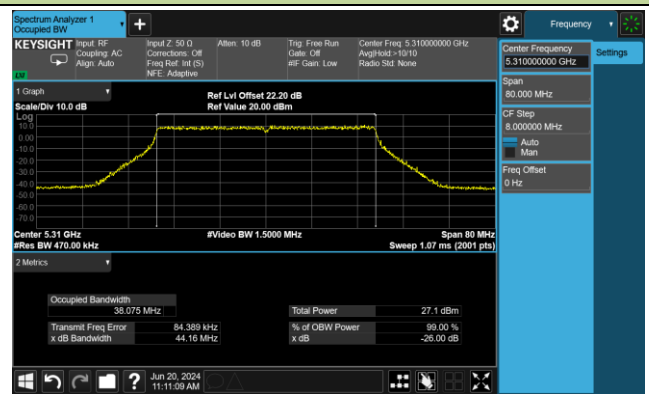 Spectrum Analyzer 1
Occupied BW
+
Frequency
KEYSIGHT
Input: RF
Coupling: AC
Align: Auto
Input Z: 50 Ω
Corrections: Off
Freq Ref: Int (S)
NFE: Adaptive
Atten: 10 dB
Trig: Free Run
Gate: Off
#IF Gain: Low
Center Freq: 5.310000000 GHz
Avg|Hold:>10/10
Radio Std: None
LW
Center Frequency
5.310000000 GHz
Settings
Span
80.000 MHz
CF Step
8.000000 MHz
Auto
Man
Freq Offset
0 Hz
1 Graph
Scale/Div 10.0 dB
Ref Lvl Offset 22.20 dB
Ref Value 20.00 dBm
Log
10.0
0.00
-10.0
-20.0
-30.0
-40.0
-50.0
-60.0
-70.0
Center 5.31 GHz
#Res BW 470.00 kHz
#Video BW 1.5000 MHz
Span 80 MHz
Sweep 1.07 ms (2001 pts)
2 Metrics
Occupied Bandwidth
38.075 MHz
Total Power 27.1 dBm
Transmit Freq Error 84.389 kHz
% of OBW Power 99.00 %
x dB Bandwidth 44.16 MHz
x dB -26.00 dB
?
Jun 20, 2024
11:11:09 AM